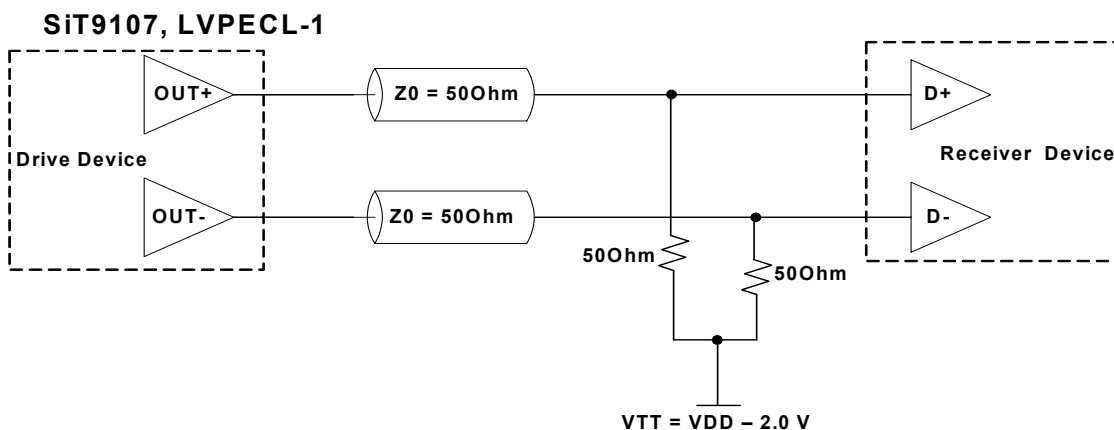 SiT9107, LVPECL-1
OUT+
Z0 = 50Ohm
D+
Drive Device
Receiver Device
OUT-
Z0 = 50Ohm
D-
50Ohm
50Ohm
VTT = VDD – 2.0 V